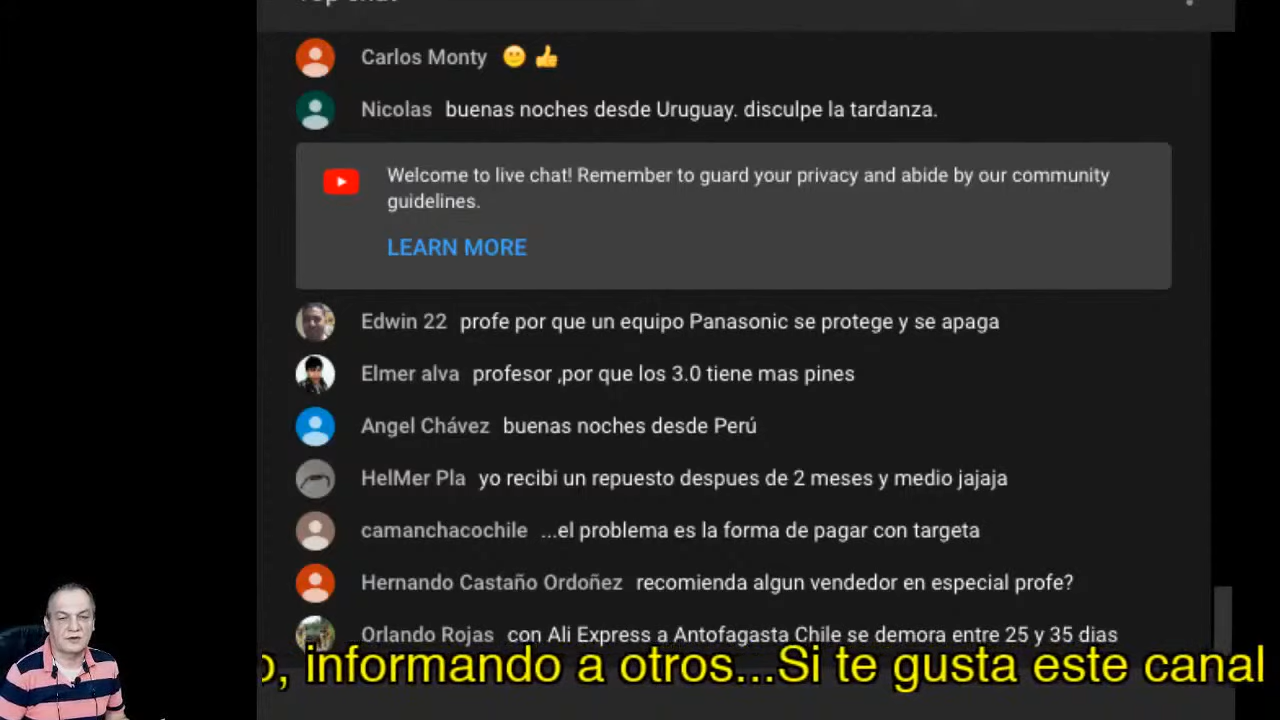 Top chat
Carlos Monty 🙂 👍
Nicolas buenas noches desde Uruguay. disculpe la tardanza.
Welcome to live chat! Remember to guard your privacy and abide by our community
guidelines.
LEARN MORE
Edwin 22 profe por que un equipo Panasonic se protege y se apaga
Elmer alva profesor ,por que los 3.0 tiene mas pines
Angel Chávez buenas noches desde Perú
HelMer Pla yo recibi un repuesto despues de 2 meses y medio jajaja
camanchacochile ...el problema es la forma de pagar con targeta
Hernando Castaño Ordoñez recomienda algun vendedor en especial profe?
Orlando Rojas con Ali Express a Antofagasta Chile se demora entre 25 y 35 dias
o, informando a otros...Si te gusta este canal